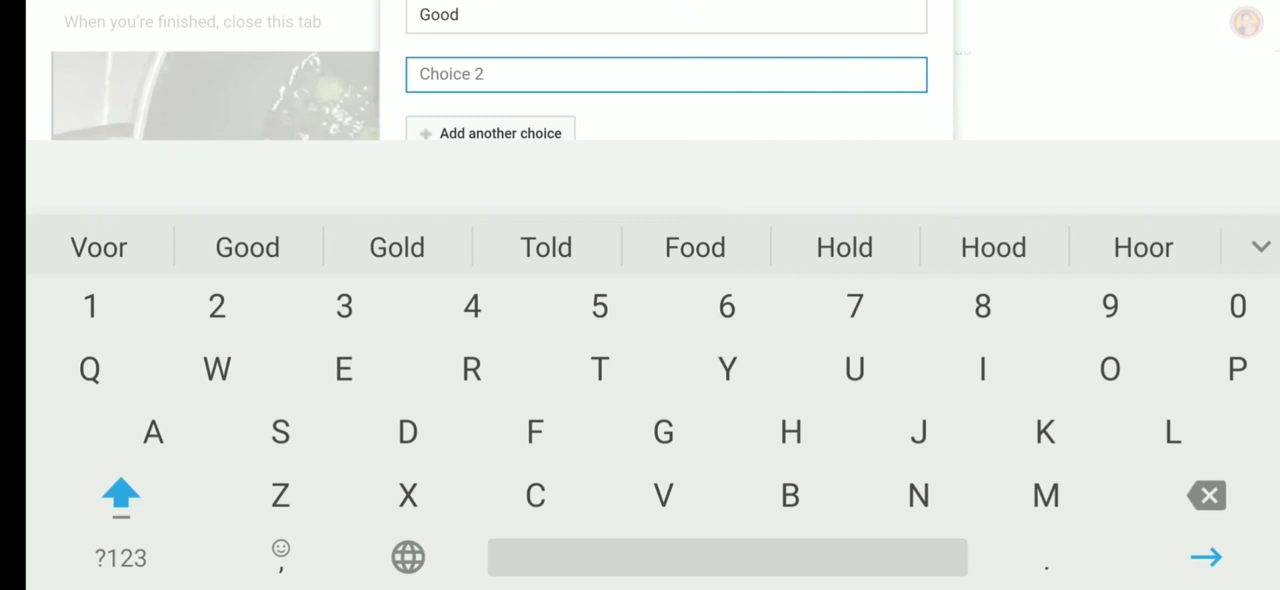 When you're finished, close this tab
Good
Choice 2
Add another choice
Voor Good Gold Told Food Hold Hood Hoor
1 2 3 4 5 6 7 8 9 0
Q W E R T Y U I O P
A S D F G H J K L
Z X C V B N M
?123 , .